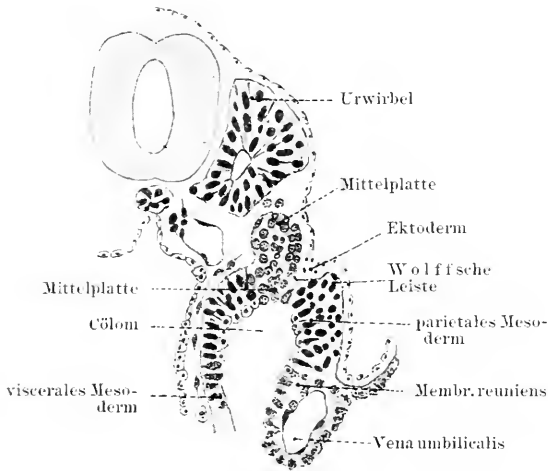 Urwirbel
Mittelplatte
Ektoderm
Wolffsche
Leiste
Mittelplatte
Cölom
parietales Meso-
derm
viscerales Meso-
derm
Membr. reuniens
Vena umbilicalis